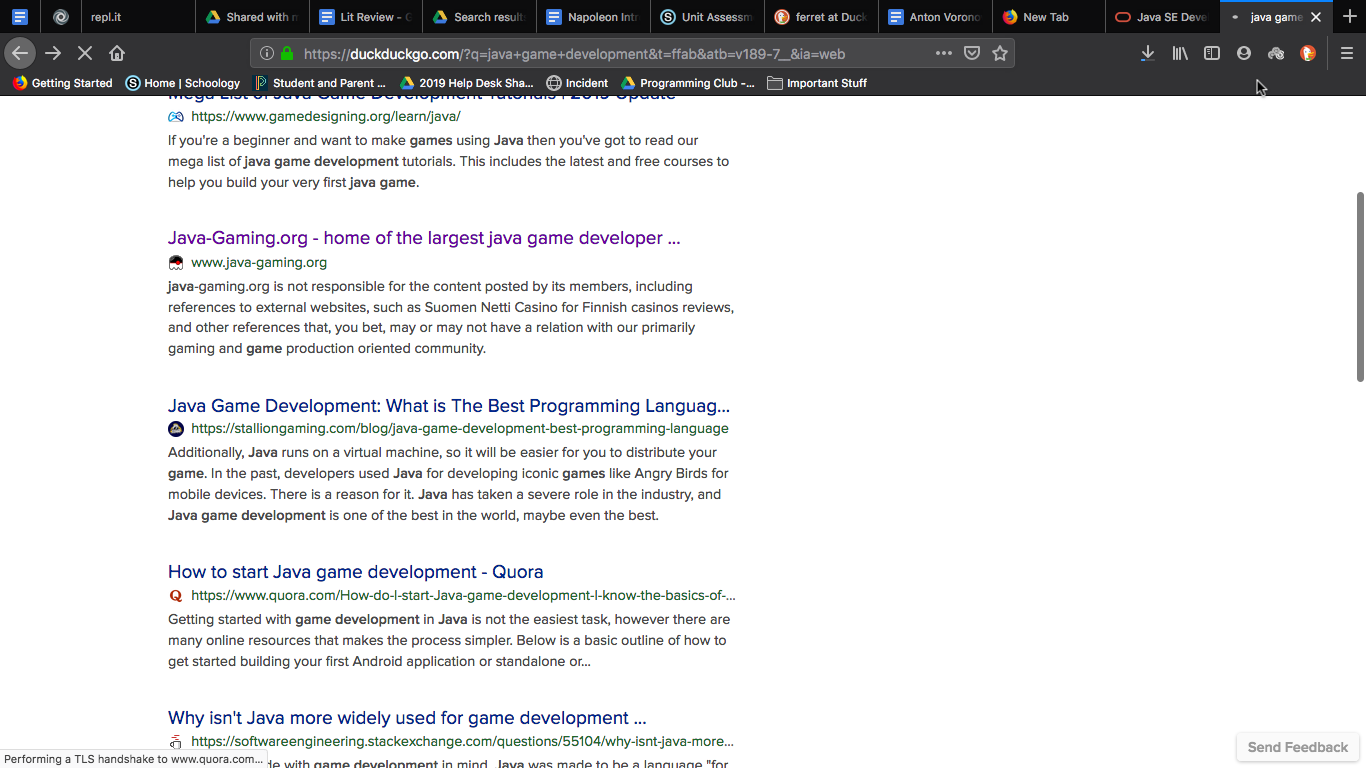 repl.it
Shared with m
Lit Review - G
Search results
Napoleon Intr
Unit Assessm
ferret at Duck
Anton Vorono
New Tab
Java SE Deve
java game
https://duckduckgo.com/?q=java+game+development&t=ffab&atb=v189-7__&ia=web
Getting Started
Home | Schoology
Student and Parent ...
2019 Help Desk Sha...
Incident
Programming Club -...
Important Stuff
Mega List of Java Game Development Tutorials | 2019 Update
https://www.gamedesigning.org/learn/java/
If you're a beginner and want to make games using Java then you've got to read our
mega list of java game development tutorials. This includes the latest and free courses to
help you build your very first java game.
Java-Gaming.org - home of the largest java game developer ...
www.java-gaming.org
java-gaming.org is not responsible for the content posted by its members, including
references to external websites, such as Suomen Netti Casino for Finnish casinos reviews,
and other references that, you bet, may or may not have a relation with our primarily
gaming and game production oriented community.
Java Game Development: What is The Best Programming Languag...
https://stalliongaming.com/blog/java-game-development-best-programming-language
Additionally, Java runs on a virtual machine, so it will be easier for you to distribute your
game. In the past, developers used Java for developing iconic games like Angry Birds for
mobile devices. There is a reason for it. Java has taken a severe role in the industry, and
Java game development is one of the best in the world, maybe even the best.
How to start Java game development - Quora
Q https://www.quora.com/How-do-I-start-Java-game-development-I-know-the-basics-of-...
Getting started with game development in Java is not the easiest task, however there are
many online resources that makes the process simpler. Below is a basic outline of how to
get started building your first Android application or standalone or...
Why isn't Java more widely used for game development ...
https://softwareengineering.stackexchange.com/questions/55104/why-isnt-java-more...
de with game development in mind. Java was made to be a language "for
Performing a TLS handshake to www.quora.com...
Send Feedback